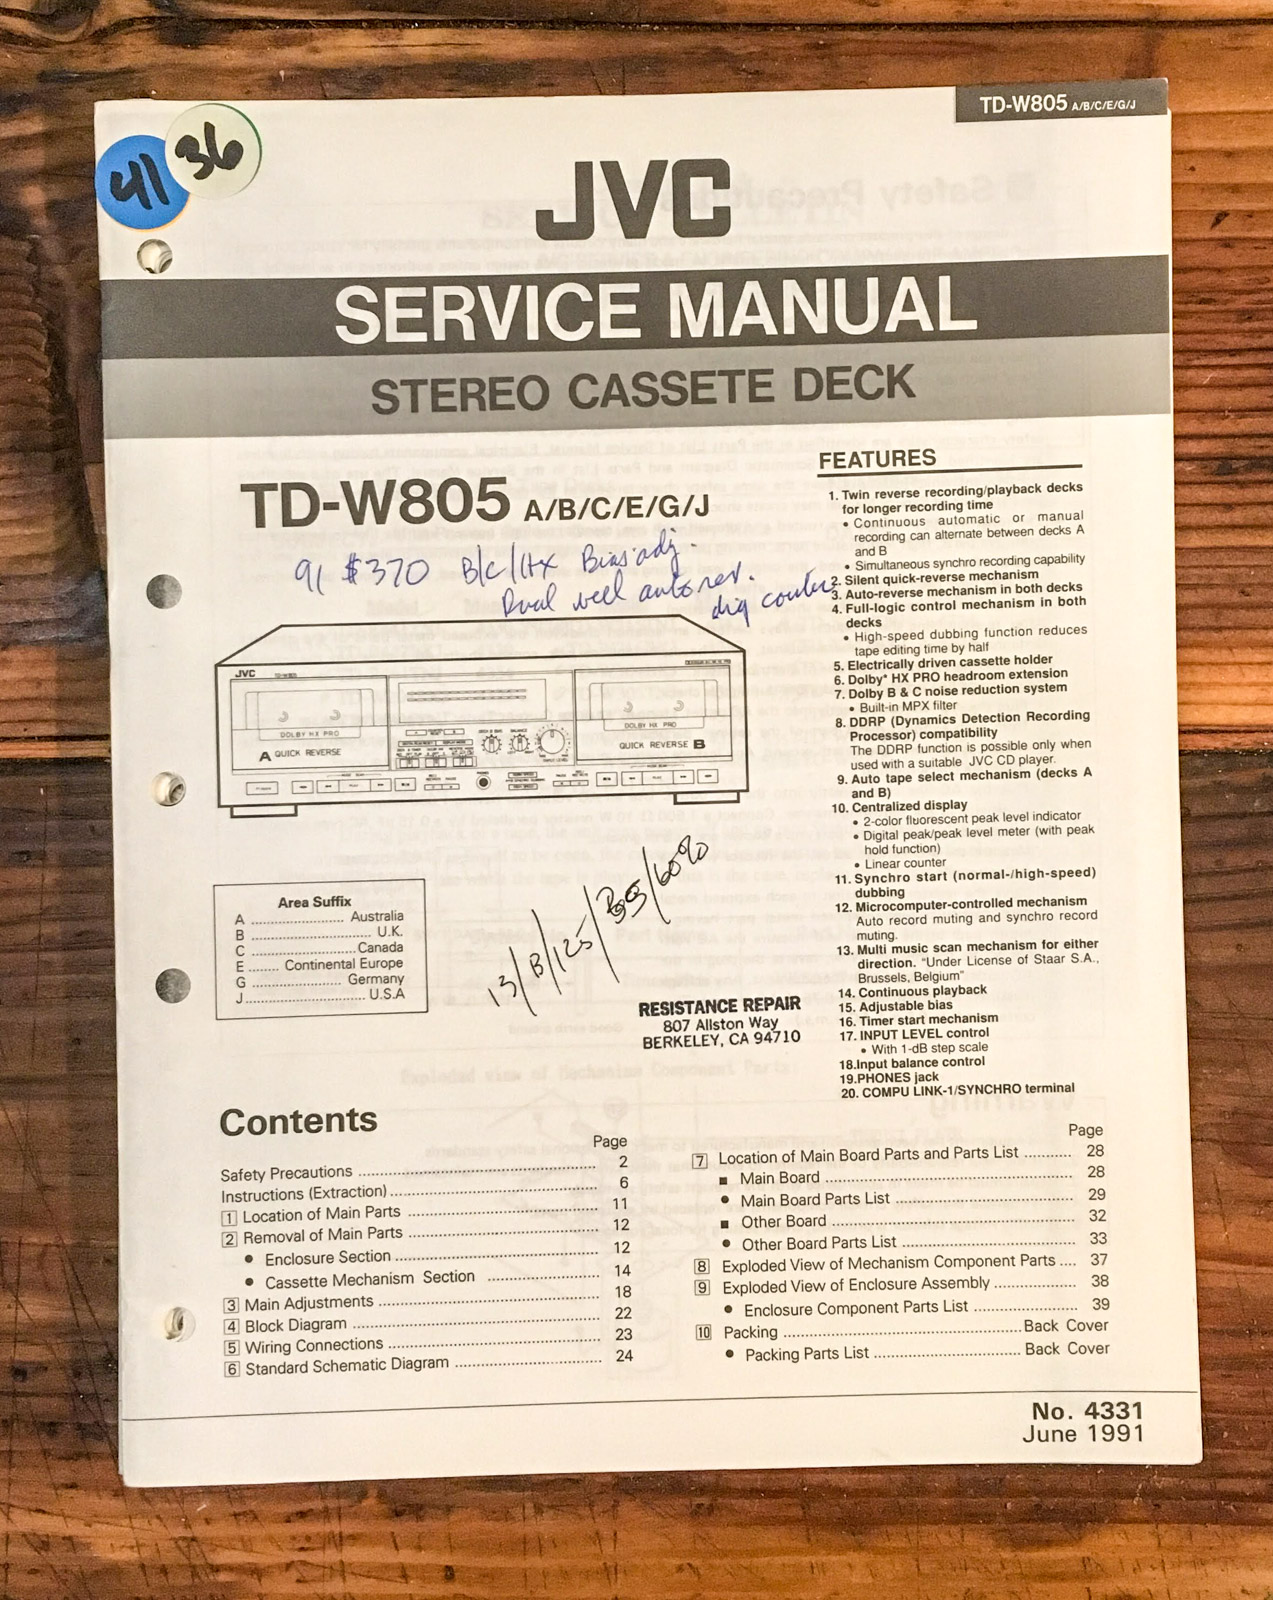 TD-W805 A/B/C/E/G/J
41
36
JVC
SERVICE MANUAL
STEREO CASSETE DECK
TD-W805 A/B/C/E/G/J
91 $370 B/C/HX Bias adj.
Dual well auto rev.
dig counter
JVC TD-W805
DOLBY HX PRO
A QUICK REVERSE
DOLBY HX PRO
QUICK REVERSE B
FEATURES
1. Twin reverse recording/playback decks
for longer recording time
• Continuous automatic or manual
recording can alternate between decks A
and B
• Simultaneous synchro recording capability
2. Silent quick-reverse mechanism
3. Auto-reverse mechanism in both decks
4. Full-logic control mechanism in both
decks
• High-speed dubbing function reduces
tape editing time by half
5. Electrically driven cassette holder
6. Dolby* HX PRO headroom extension
7. Dolby B & C noise reduction system
• Built-in MPX filter
8. DDRP (Dynamics Detection Recording
Processor) compatibility
The DDRP function is possible only when
used with a suitable JVC CD player.
9. Auto tape select mechanism (decks A
and B)
10. Centralized display
• 2-color fluorescent peak level indicator
• Digital peak/peak level meter (with peak
hold function)
• Linear counter
11. Synchro start (normal-/high-speed)
dubbing
12. Microcomputer-controlled mechanism
Auto record muting and synchro record
muting.
13. Multi music scan mechanism for either
direction. "Under License of Staar S.A.,
Brussels, Belgium"
14. Continuous playback
15. Adjustable bias
16. Timer start mechanism
17. INPUT LEVEL control
• With 1-dB step scale
18.Input balance control
19.PHONES jack
20. COMPU LINK-1/SYNCHRO terminal
Area Suffix
A .......................... Australia
B .................................. U.K.
C ............................. Canada
E ........ Continental Europe
G ......................... Germany
J ................................. U.S.A
13/B/125/
/60%
RESISTANCE REPAIR
807 Allston Way
BERKELEY, CA 94710
Contents
Page
Safety Precautions .......... 2
Instructions (Extraction) .......... 6
1 Location of Main Parts .......... 11
2 Removal of Main Parts .......... 12
• Enclosure Section .......... 12
• Cassette Mechanism Section .......... 14
3 Main Adjustments .......... 18
4 Block Diagram .......... 22
5 Wiring Connections .......... 23
6 Standard Schematic Diagram .......... 24
Page
7 Location of Main Board Parts and Parts List .......... 28
■ Main Board .......... 28
• Main Board Parts List .......... 29
■ Other Board .......... 32
• Other Board Parts List .......... 33
8 Exploded View of Mechanism Component Parts .... 37
9 Exploded View of Enclosure Assembly .......... 38
• Enclosure Component Parts List .......... 39
10 Packing .......... Back Cover
• Packing Parts List .......... Back Cover
No. 4331
June 1991